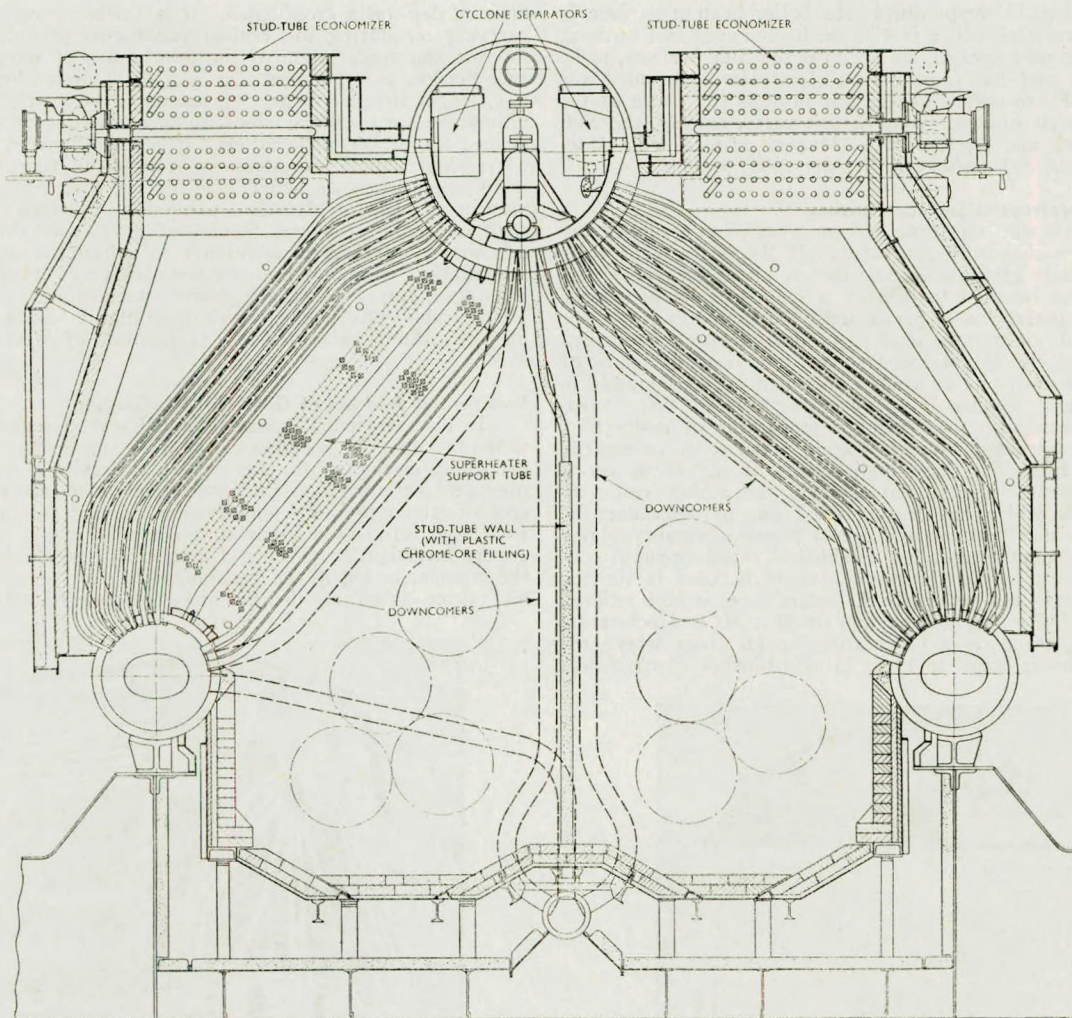 STUD-TUBE ECONOMIZER
CYCLONE SEPARATORS
STUD-TUBE ECONOMIZER
SUPERHEATER
SUPPORT TUBE
STUD-TUBE WALL
(WITH PLASTIC
CHROME-ORE FILLING)
DOWNCOMERS
DOWNCOMERS